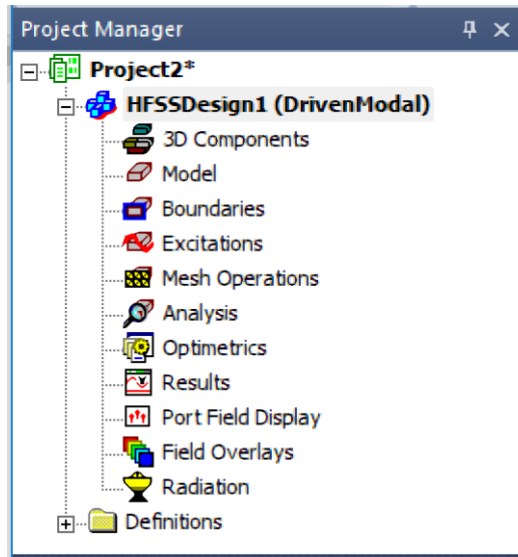 Project Manager
Project2*
HFSSDesign1 (DrivenModal)
3D Components
Model
Boundaries
Excitations
Mesh Operations
Analysis
Optimetrics
Results
Port Field Display
Field Overlays
Radiation
Definitions